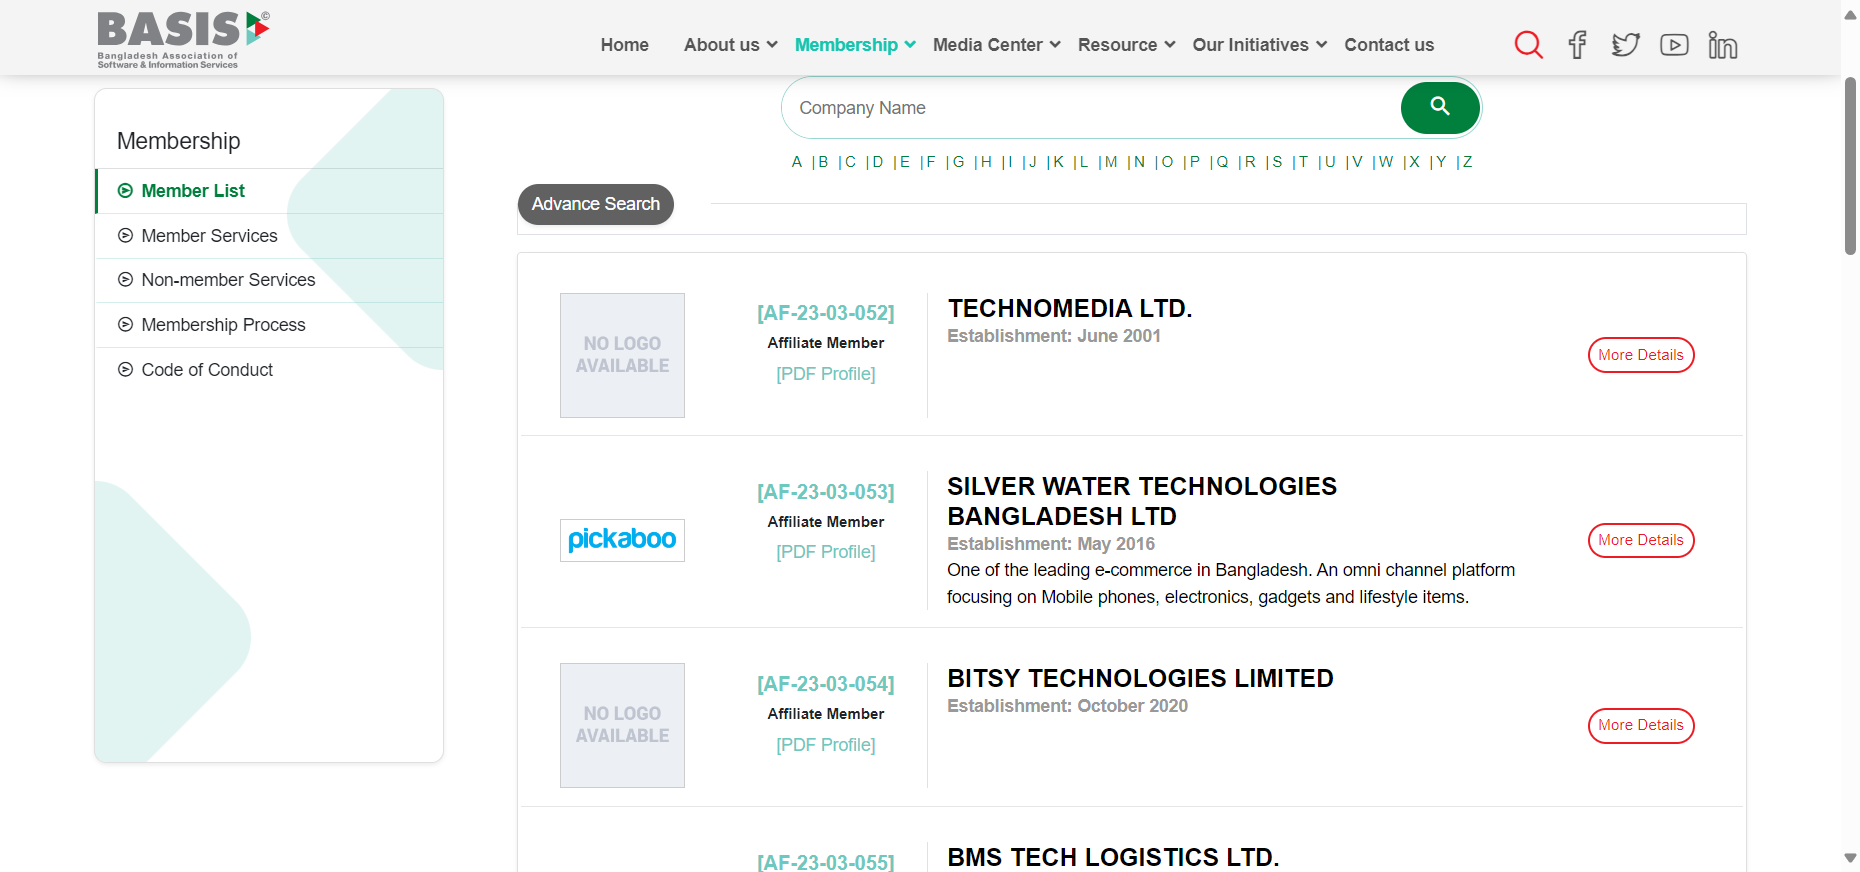 BASIS©
Bangladesh Association of
Software & Information Services
Home About us Membership Media Center Resource Our Initiatives Contact us
Membership
Member List
Member Services
Non-member Services
Membership Process
Code of Conduct
Company Name
A |B |C |D |E |F |G |H |I |J |K |L |M |N |O |P |Q |R |S |T |U |V |W |X |Y |Z
Advance Search
NO LOGO
AVAILABLE
[AF-23-03-052]
Affiliate Member
[PDF Profile]
TECHNOMEDIA LTD.
Establishment: June 2001
More Details
pickaboo
[AF-23-03-053]
Affiliate Member
[PDF Profile]
SILVER WATER TECHNOLOGIES
BANGLADESH LTD
Establishment: May 2016
One of the leading e-commerce in Bangladesh. An omni channel platform
focusing on Mobile phones, electronics, gadgets and lifestyle items.
More Details
NO LOGO
AVAILABLE
[AF-23-03-054]
Affiliate Member
[PDF Profile]
BITSY TECHNOLOGIES LIMITED
Establishment: October 2020
More Details
[AF-23-03-055]
BMS TECH LOGISTICS LTD.